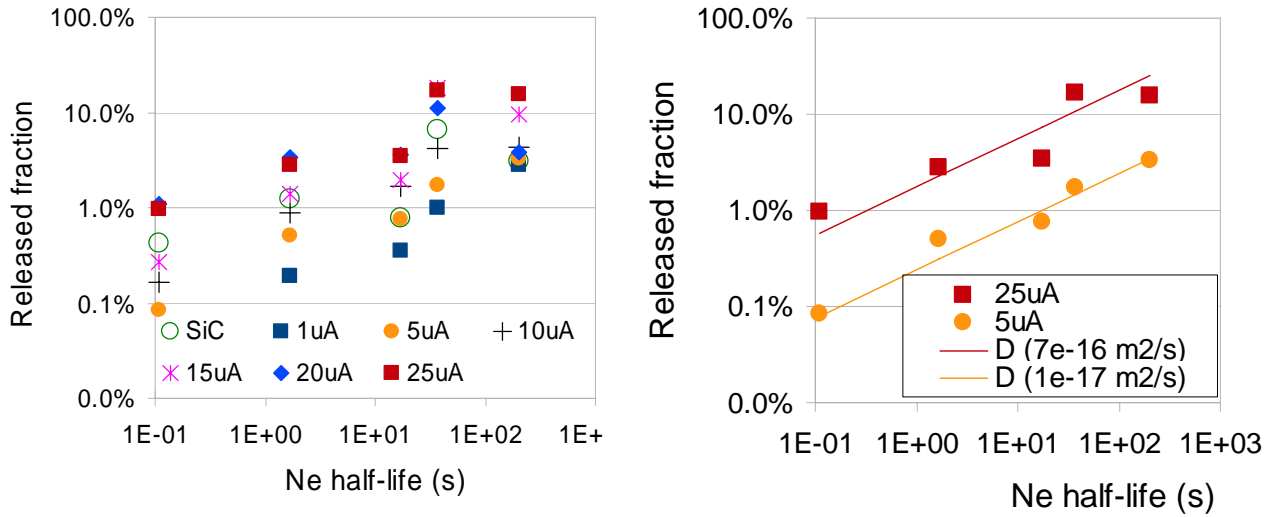 100.0%
10.0%
1.0%
0.1%
0.0%
Released fraction
SiC 1uA 5uA 10uA
15uA 20uA 25uA
1E-01 1E+00 1E+01 1E+02 1E+
Ne half-life (s)
100.0%
10.0%
1.0%
0.1%
0.0%
Released fraction
25uA
5uA
D (7e-16 m2/s)
D (1e-17 m2/s)
1E-01 1E+00 1E+01 1E+02 1E+03
Ne half-life (s)